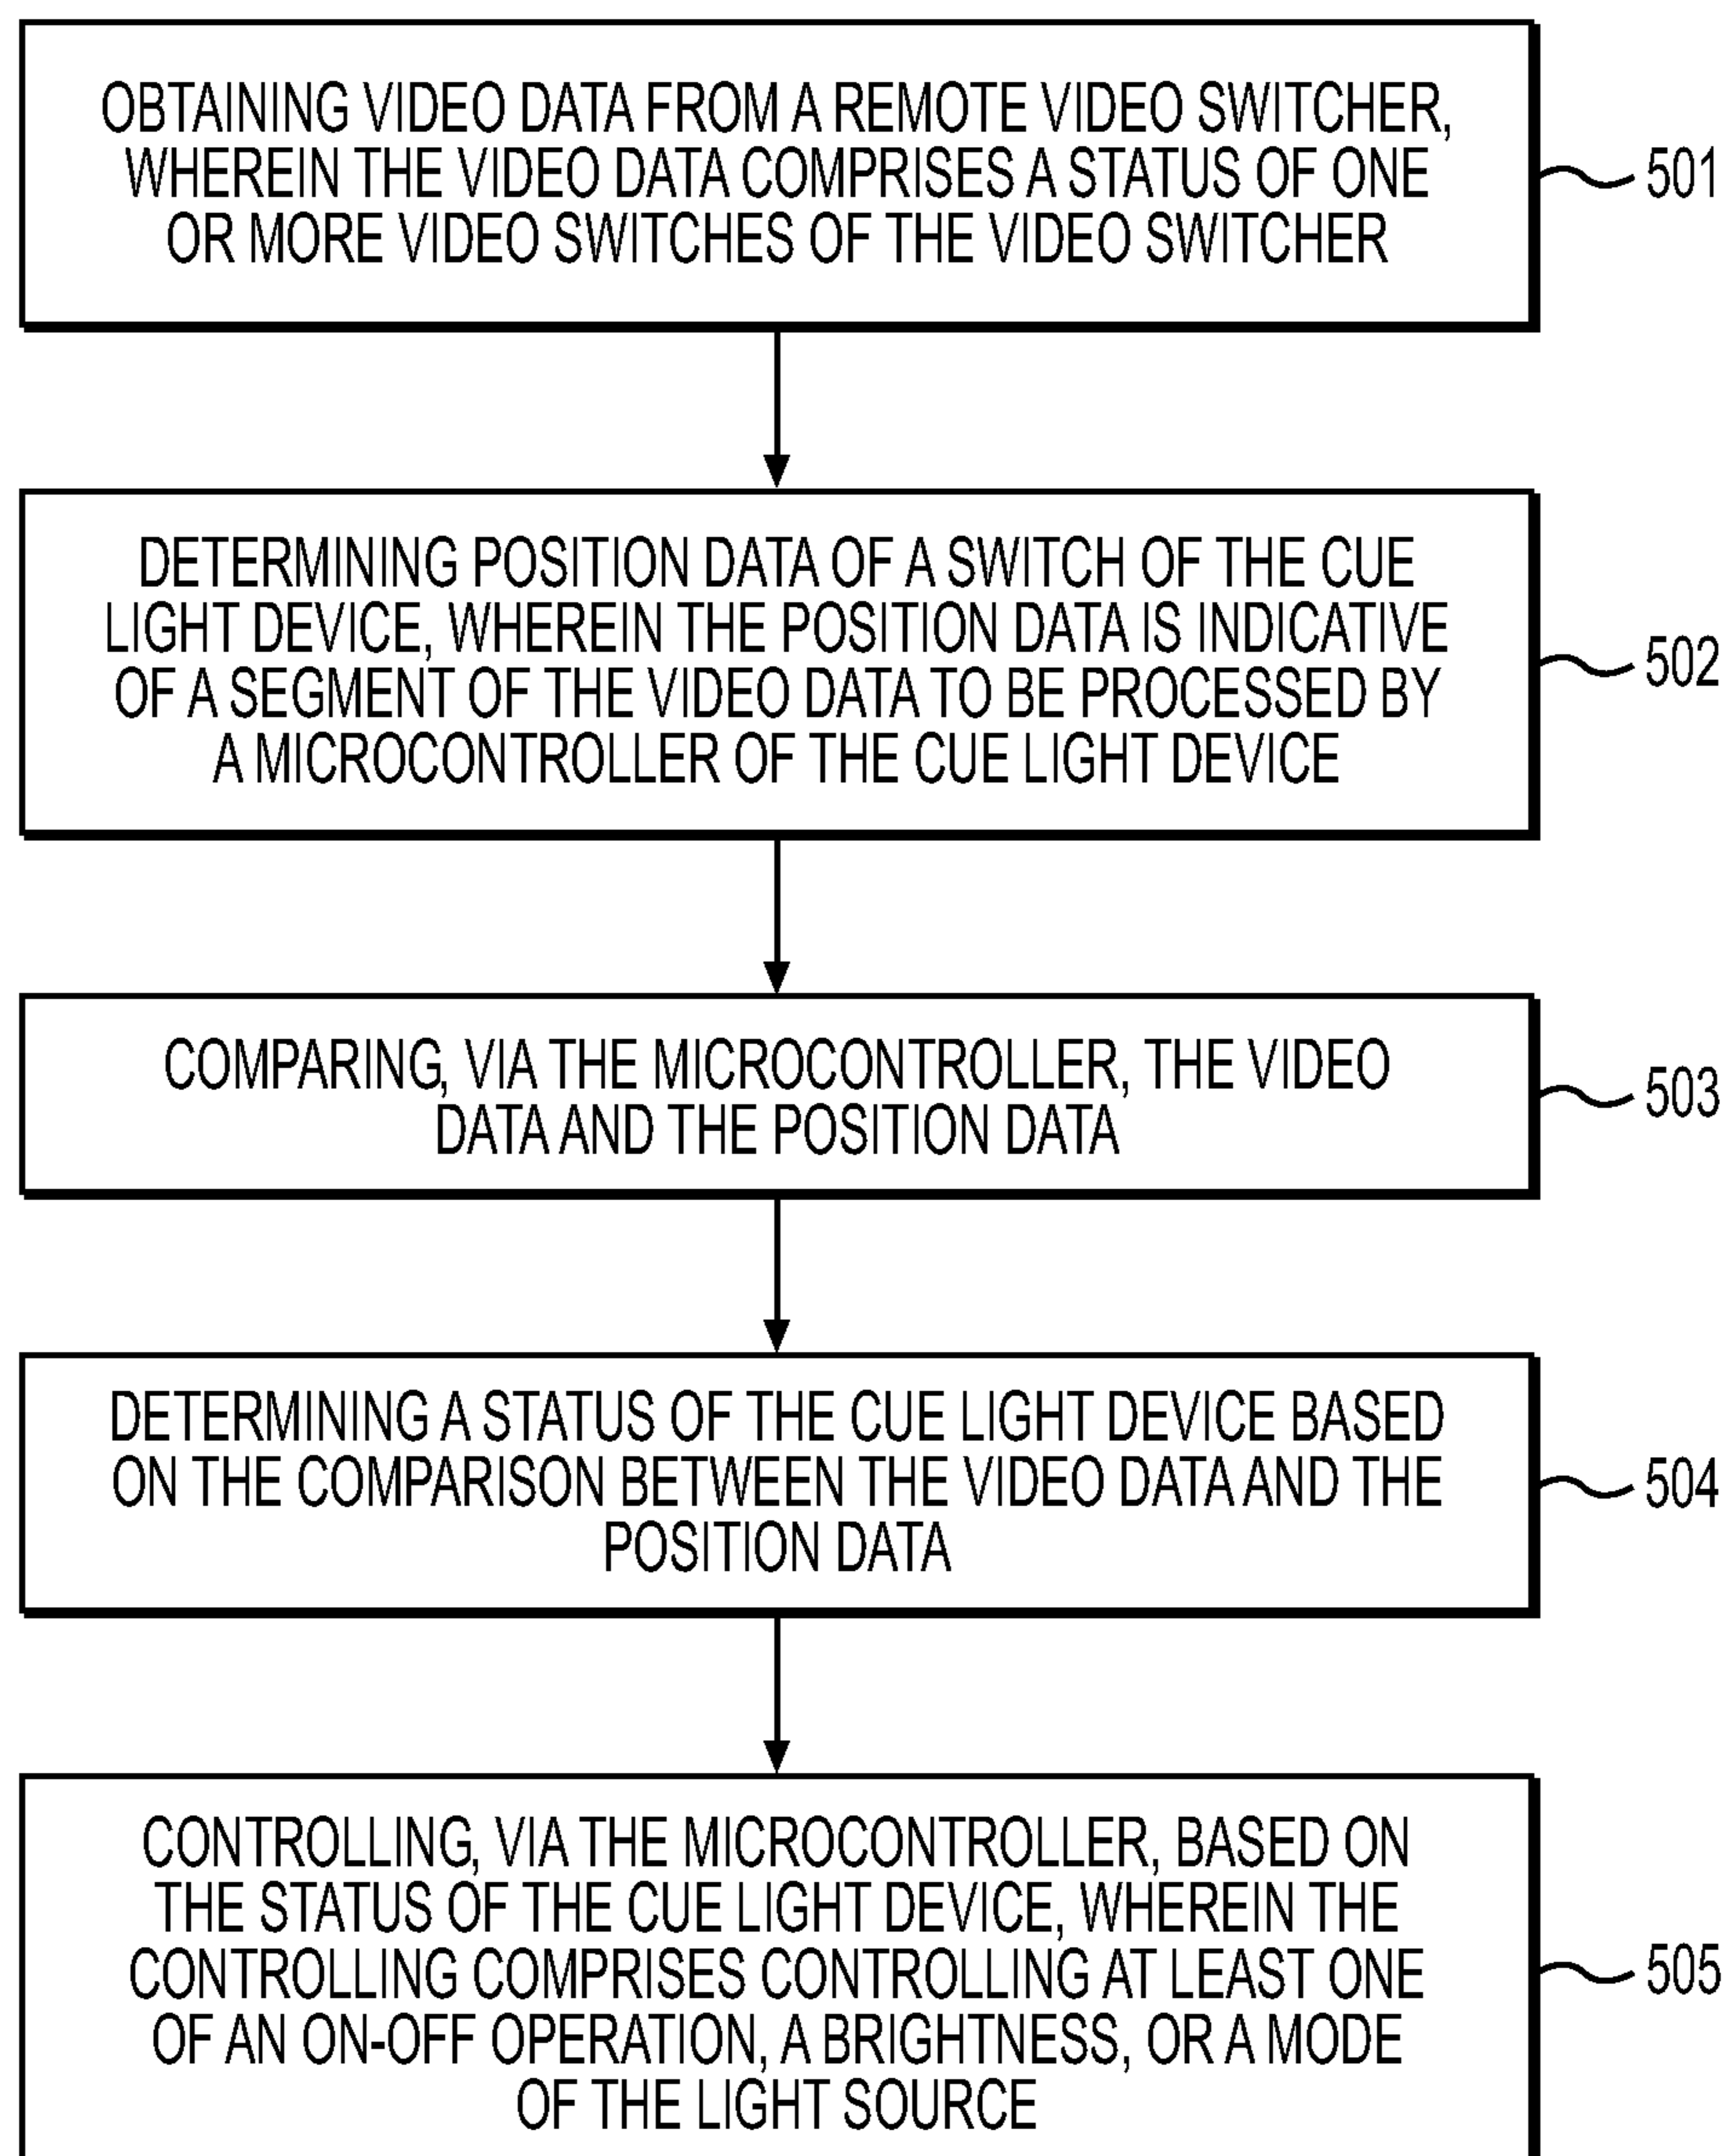 OBTAINING VIDEO DATA FROM A REMOTE VIDEO SWITCHER,
WHEREIN THE VIDEO DATA COMPRISES A STATUS OF ONE
OR MORE VIDEO SWITCHES OF THE VIDEO SWITCHER
501
DETERMINING POSITION DATA OF A SWITCH OF THE CUE
LIGHT DEVICE, WHEREIN THE POSITION DATA IS INDICATIVE
OF A SEGMENT OF THE VIDEO DATA TO BE PROCESSED BY
A MICROCONTROLLER OF THE CUE LIGHT DEVICE
502
COMPARING, VIA THE MICROCONTROLLER, THE VIDEO
DATA AND THE POSITION DATA
503
DETERMINING A STATUS OF THE CUE LIGHT DEVICE BASED
ON THE COMPARISON BETWEEN THE VIDEO DATA AND THE
POSITION DATA
504
CONTROLLING, VIA THE MICROCONTROLLER, BASED ON
THE STATUS OF THE CUE LIGHT DEVICE, WHEREIN THE
CONTROLLING COMPRISES CONTROLLING AT LEAST ONE
OF AN ON-OFF OPERATION, A BRIGHTNESS, OR A MODE
OF THE LIGHT SOURCE
505